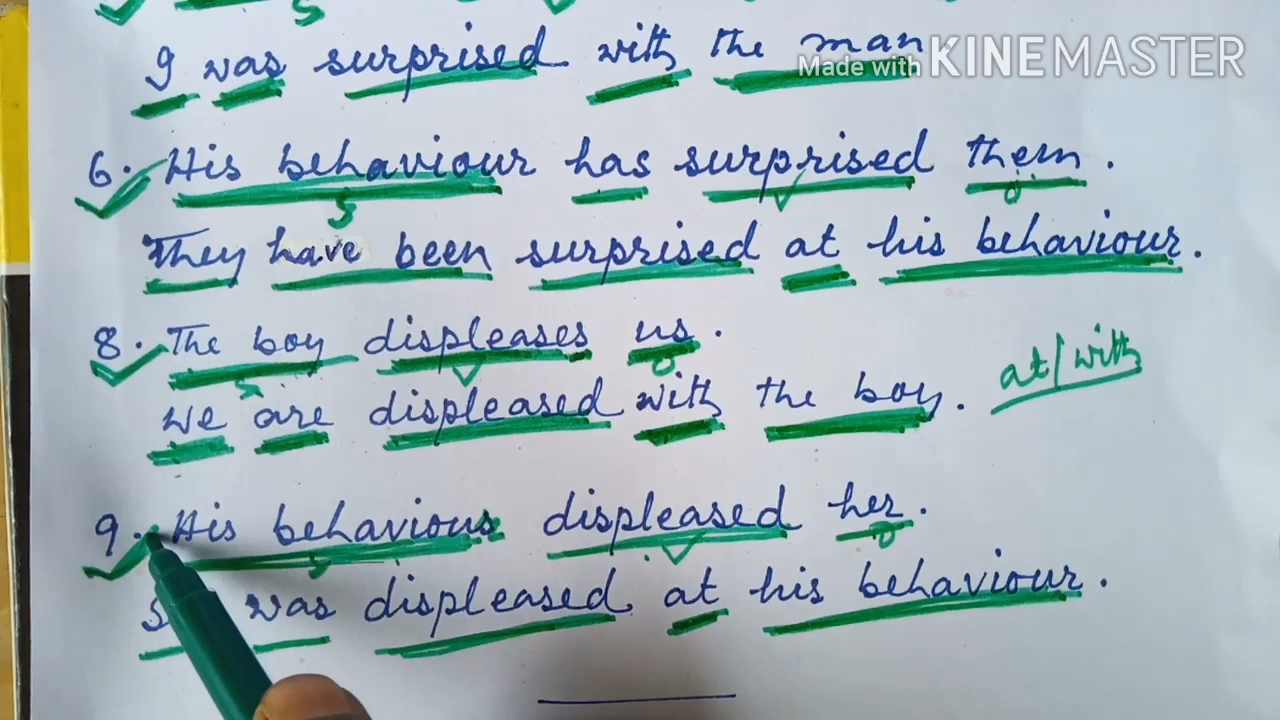 I was surprised with the man
Made with KINEMASTER
6. His behaviour has surprised them.
They have been surprised at his behaviour.
8. The boy displeases us.
we are displeased with the boy.
at/with
9. His behaviour displeased her.
was displeased at his behaviour.